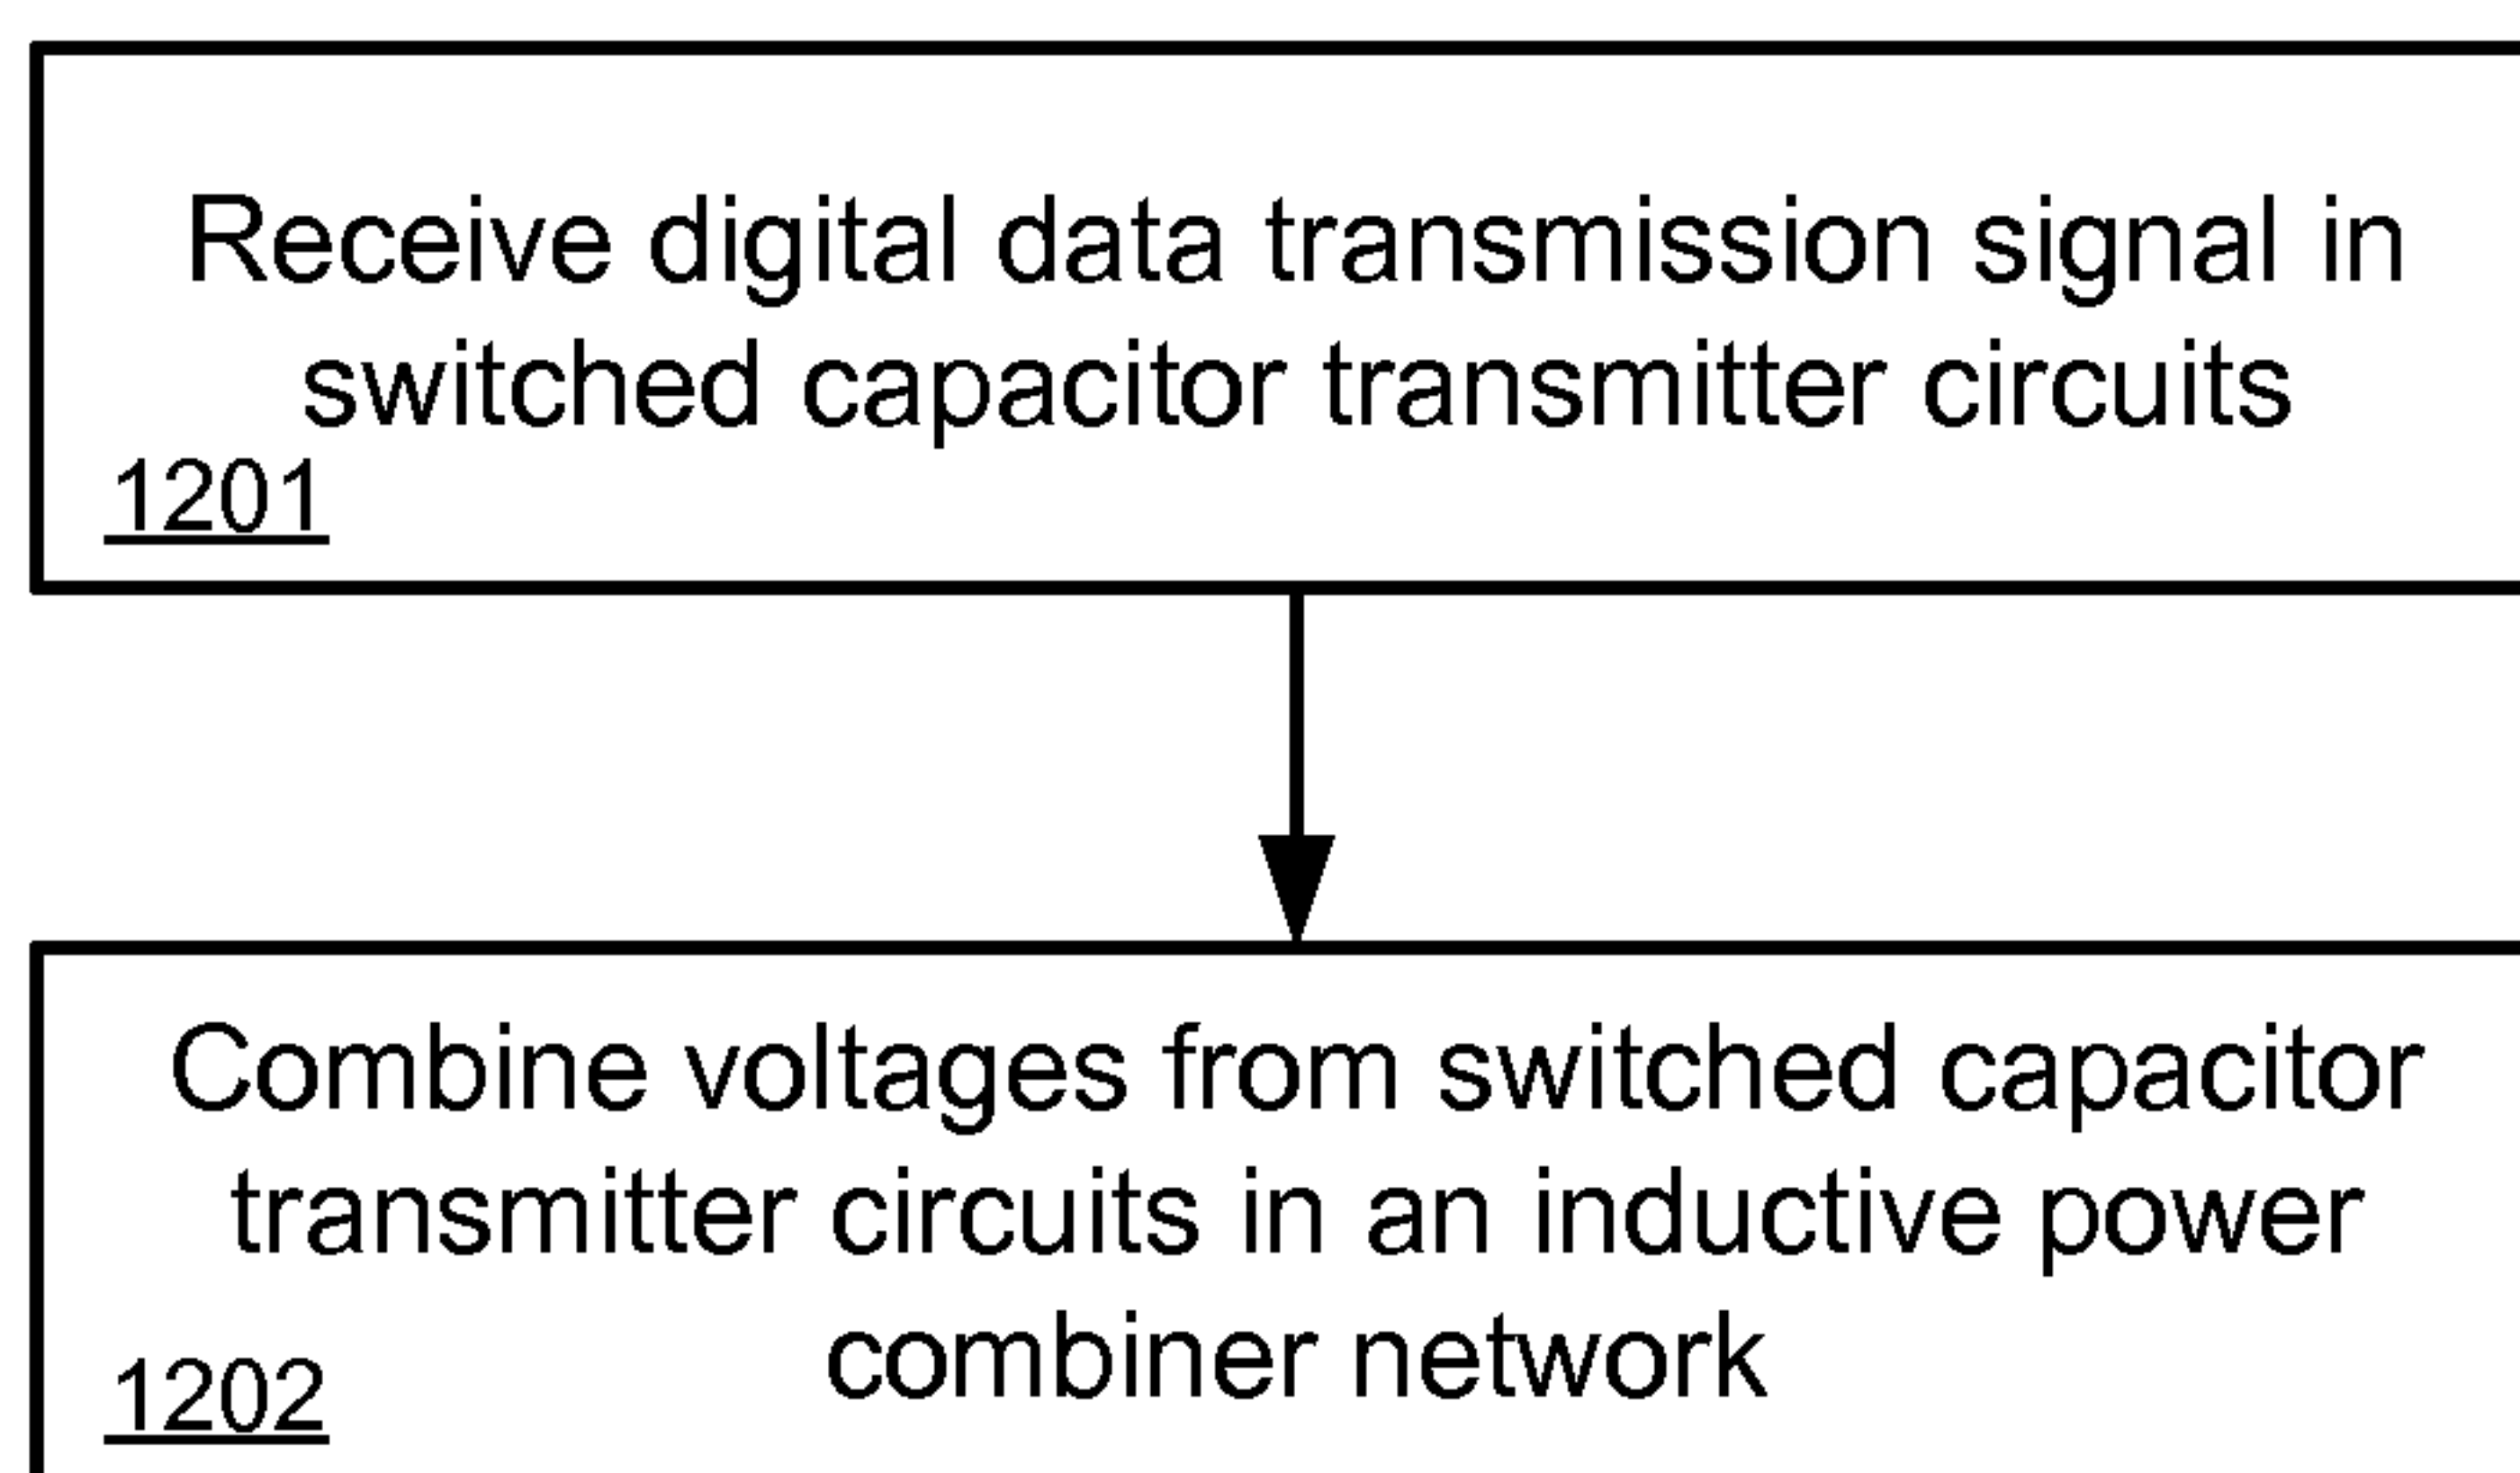 Receive digital data transmission signal in
switched capacitor transmitter circuits
1201
Combine voltages from switched capacitor
transmitter circuits in an inductive power
combiner network
1202